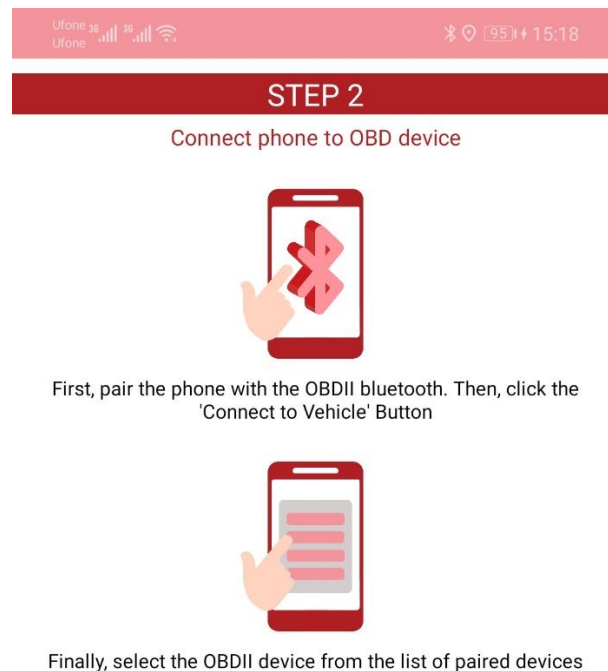 Ufone 3G 3G
Ufone
95 15:18
STEP 2
Connect phone to OBD device
First, pair the phone with the OBDII bluetooth. Then, click the
'Connect to Vehicle' Button
Finally, select the OBDII device from the list of paired devices